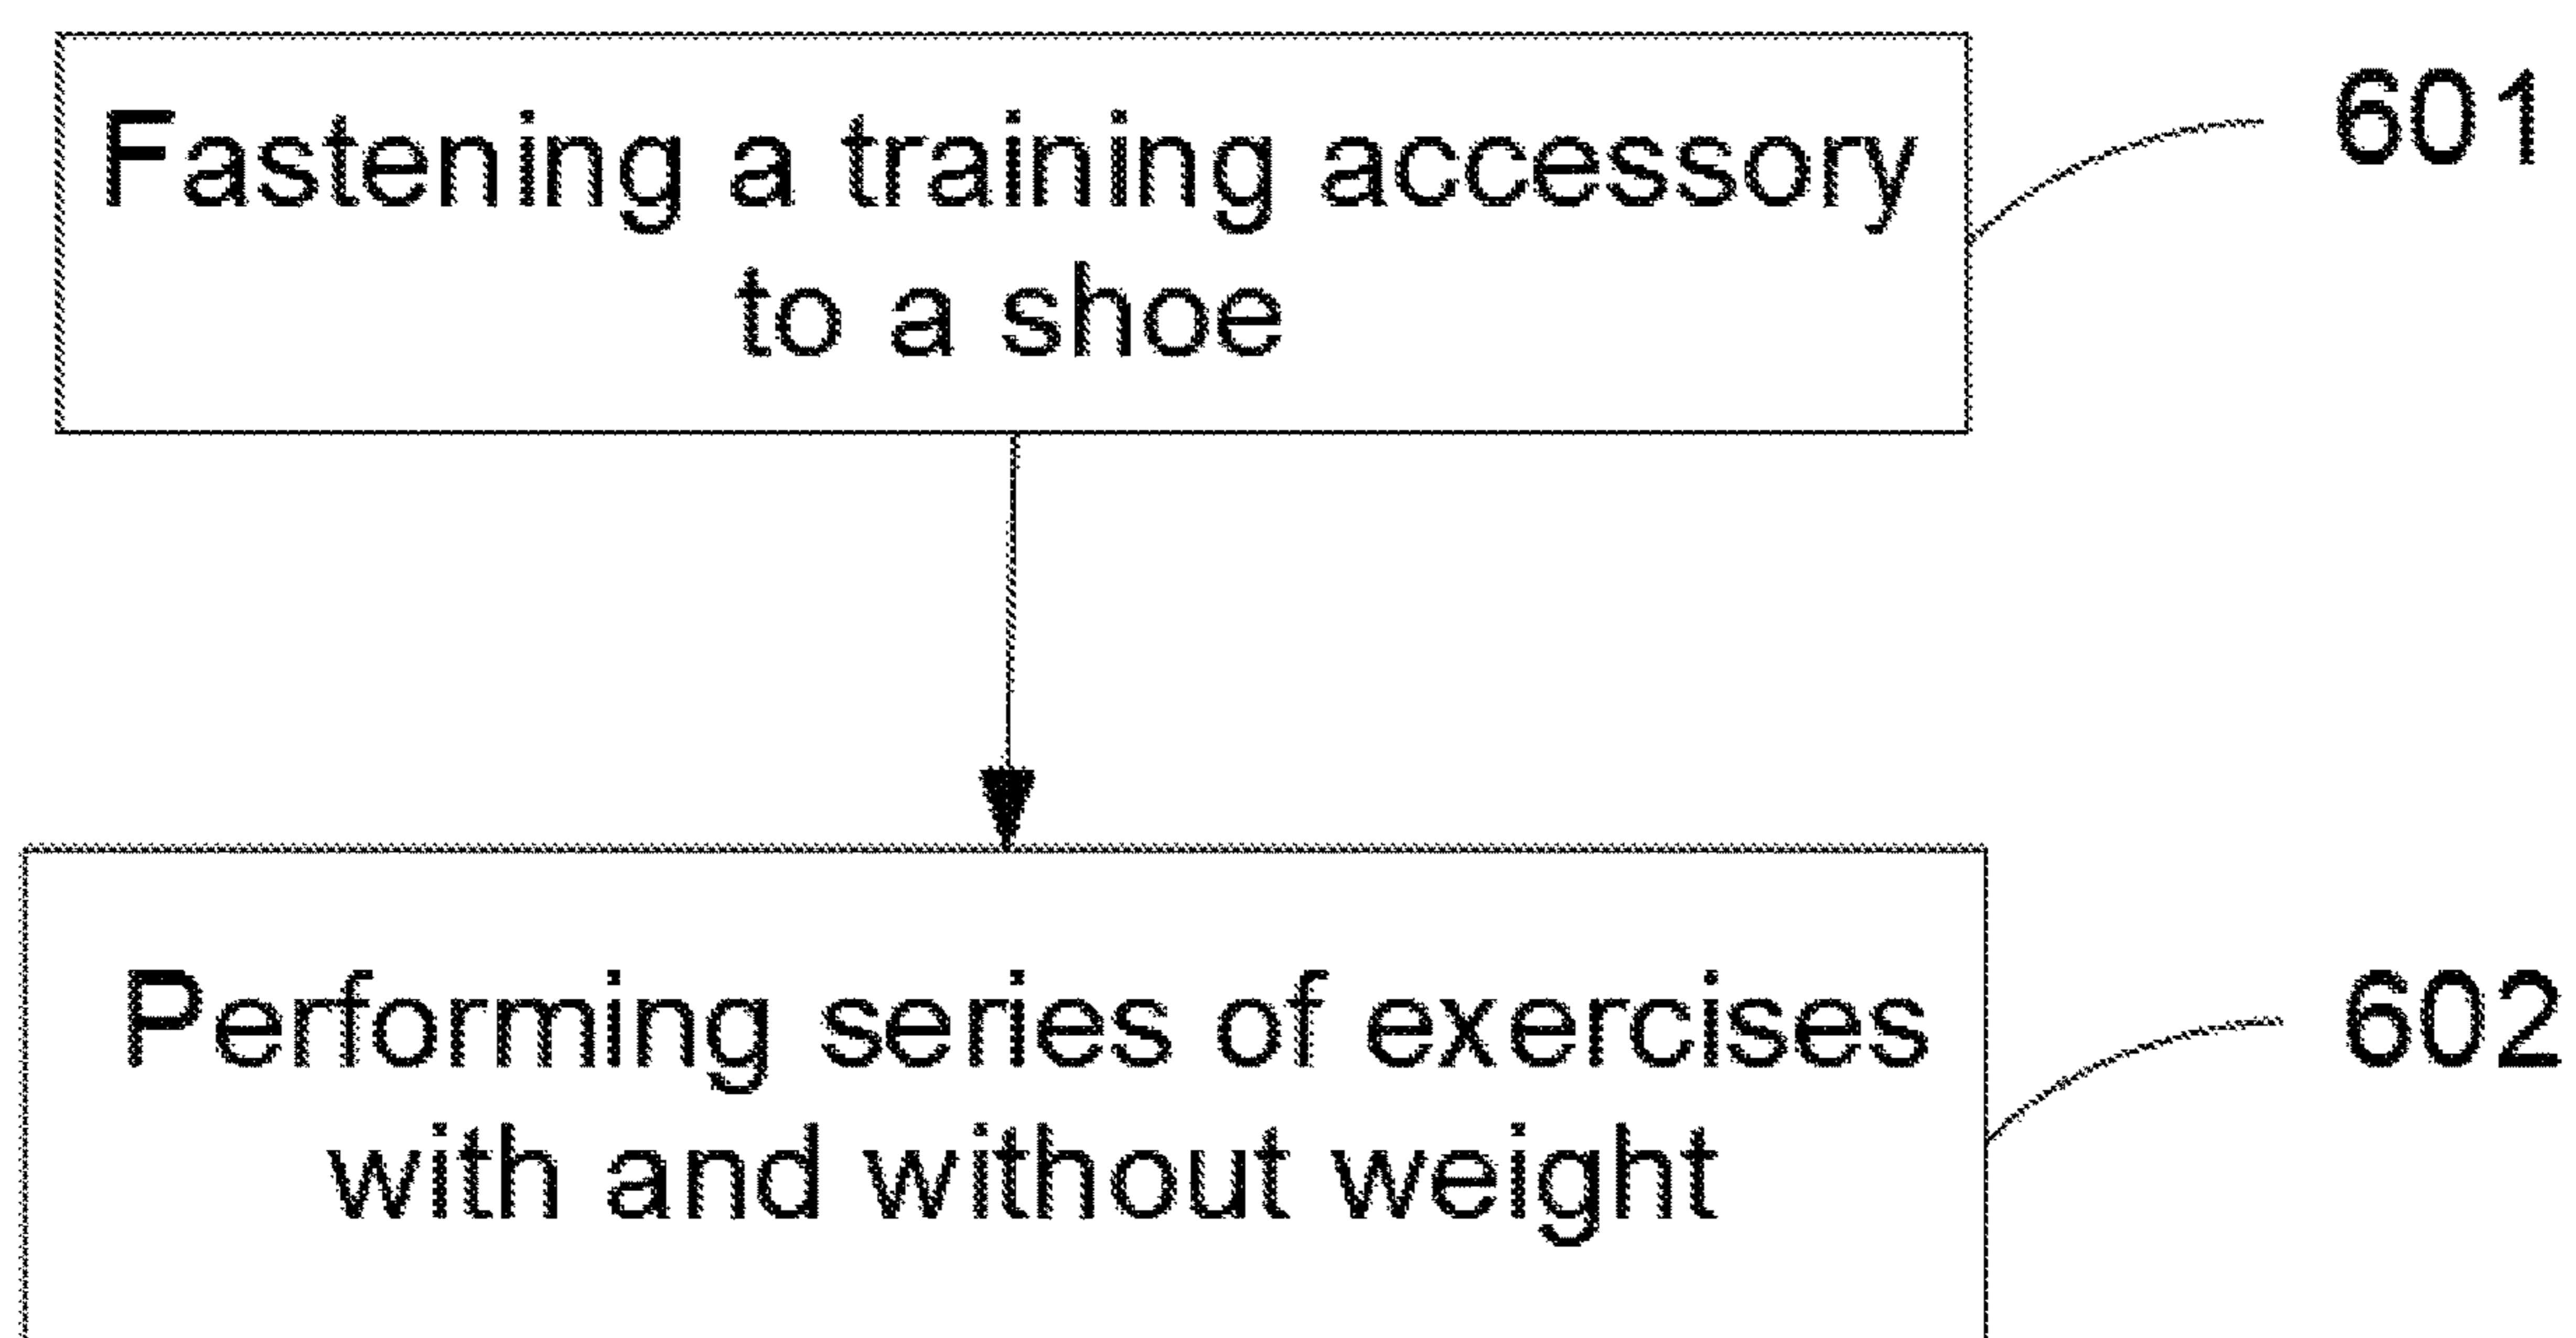 Fastening a training accessory
to a shoe
601
Performing series of exercises
with and without weight
602